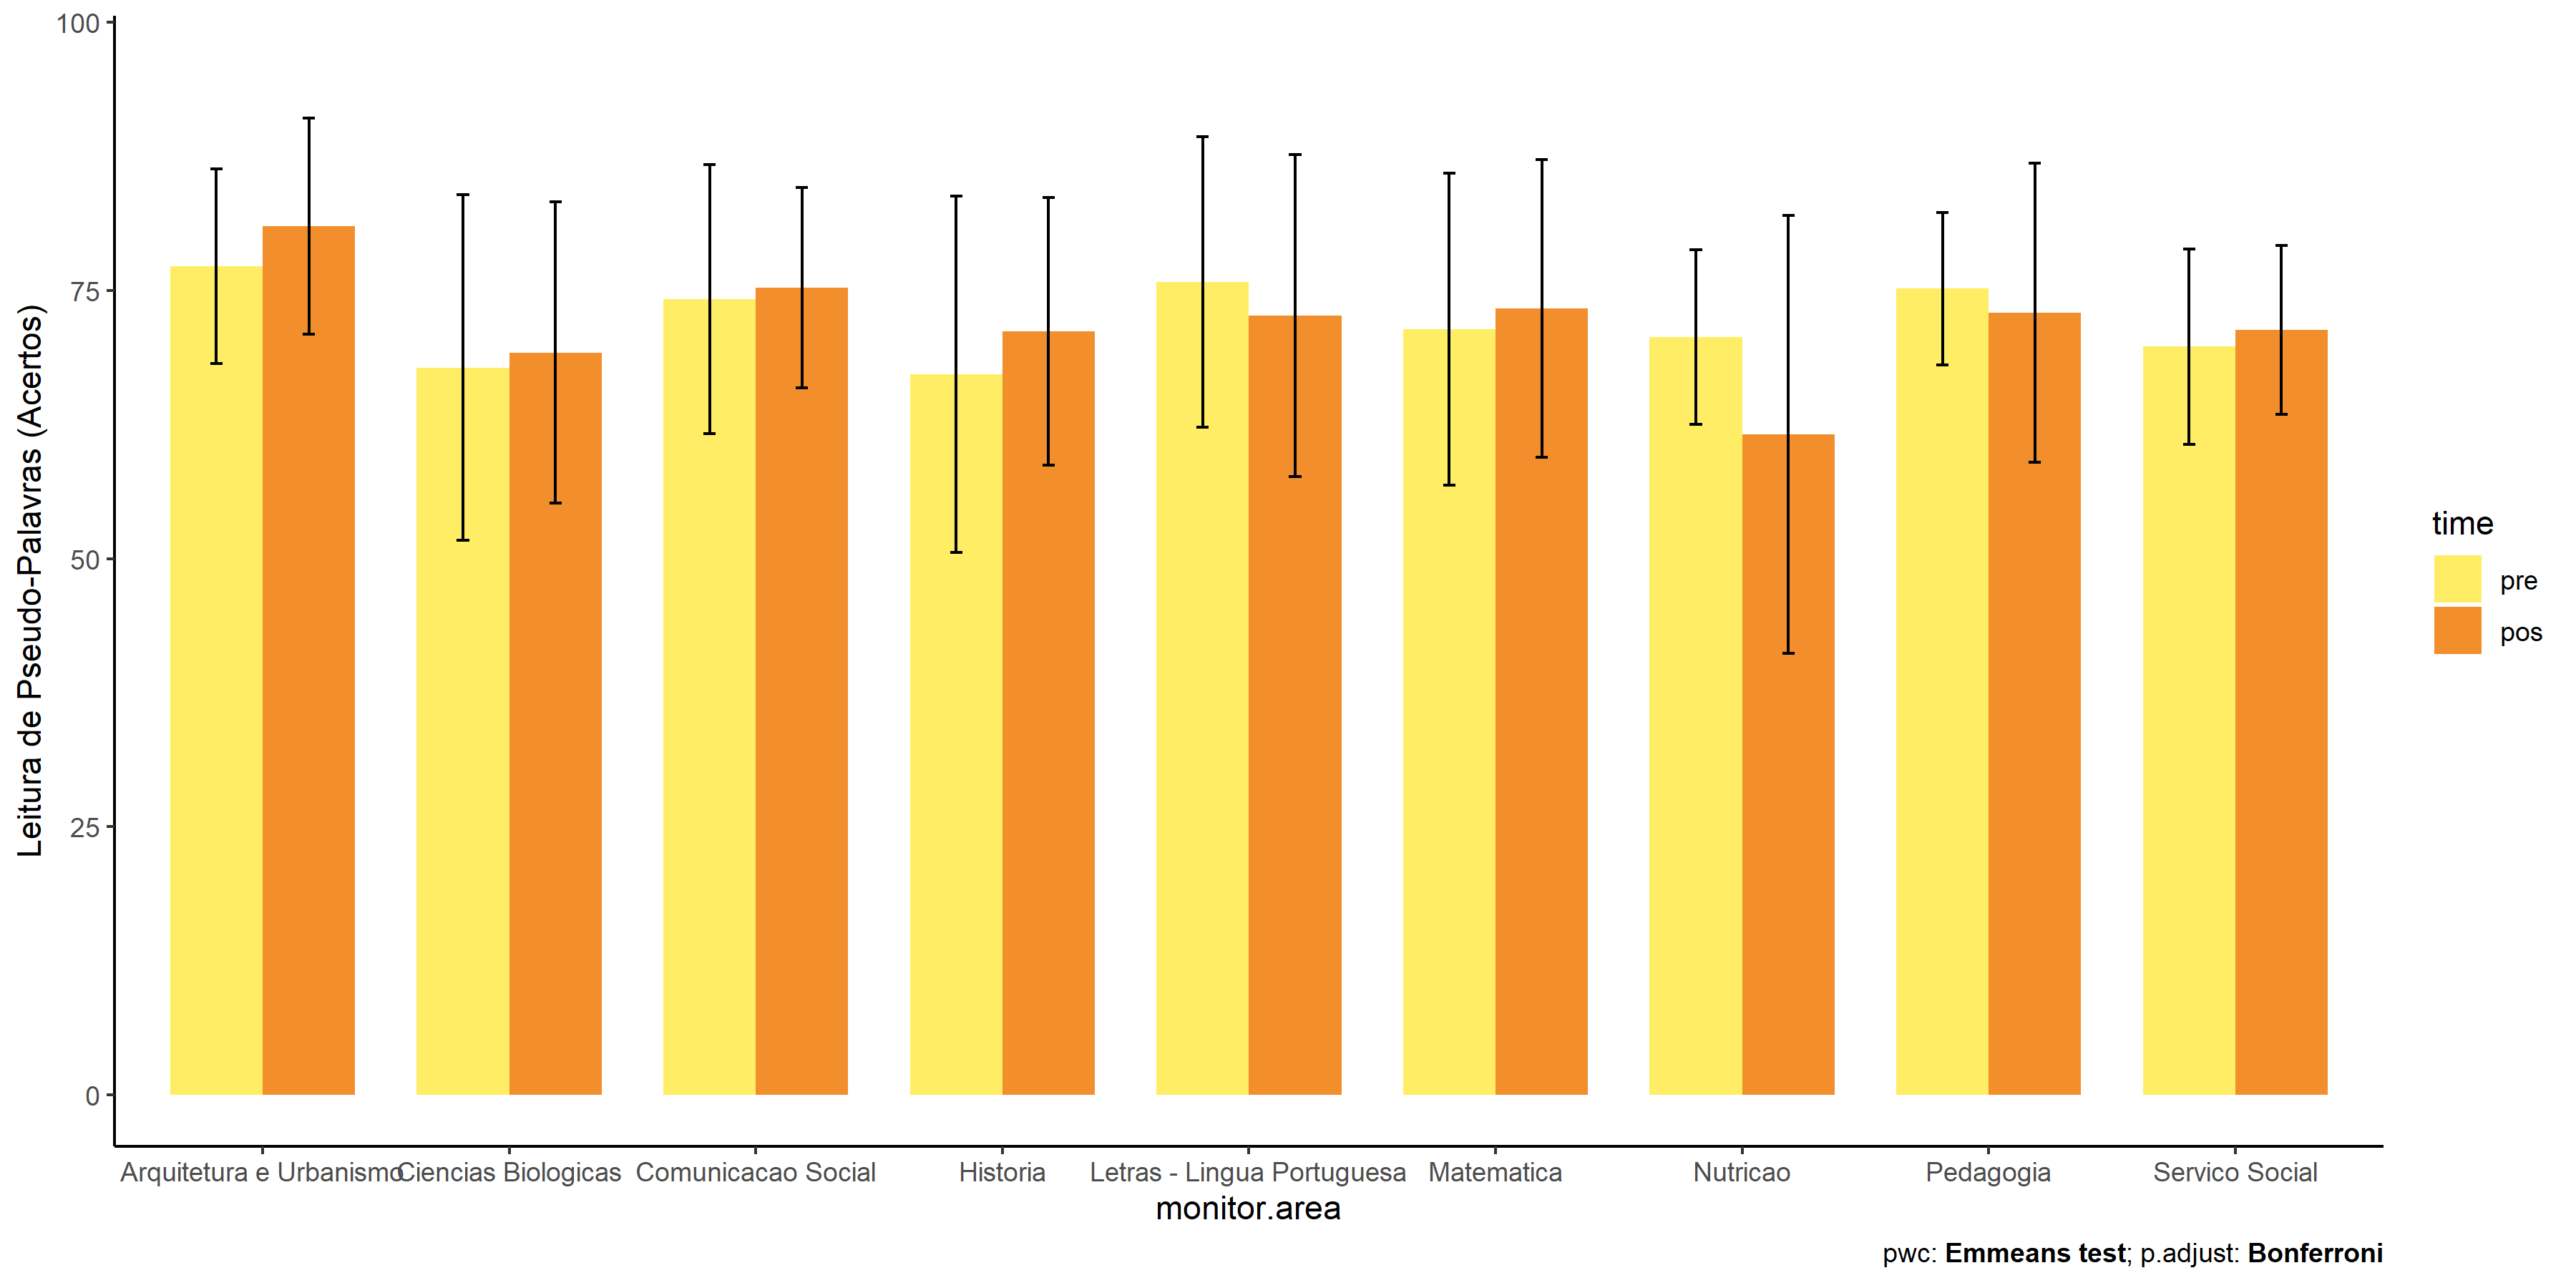 Leitura de Pseudo-Palavras (Acertos)
100
75
50
25
0
Arquitetura e Urbanismo
Ciencias Biologicas
Comunicacao Social
Historia
Letras - Lingua Portuguesa
Matematica
Nutricao
Pedagogia
Servico Social
monitor.area
time
pre
pos
pwc: Emmeans test; p.adjust: Bonferroni